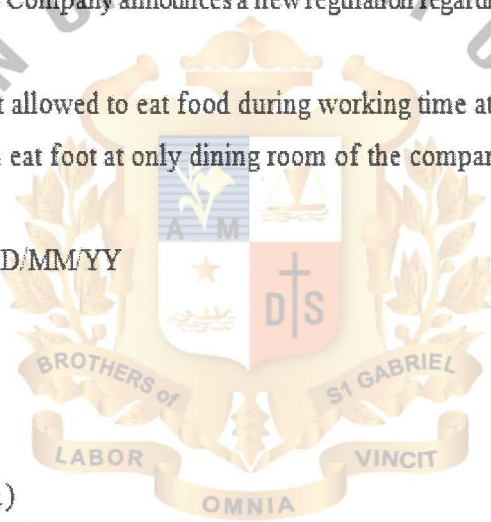 Company announces a new regulation regardin
t allowed to eat food during working time at
eat foot at only dining room of the compan
D/MM/YY
A M
D S
BROTHERS of
ST GABRIEL
LABOR
VINCIT
OMNIA